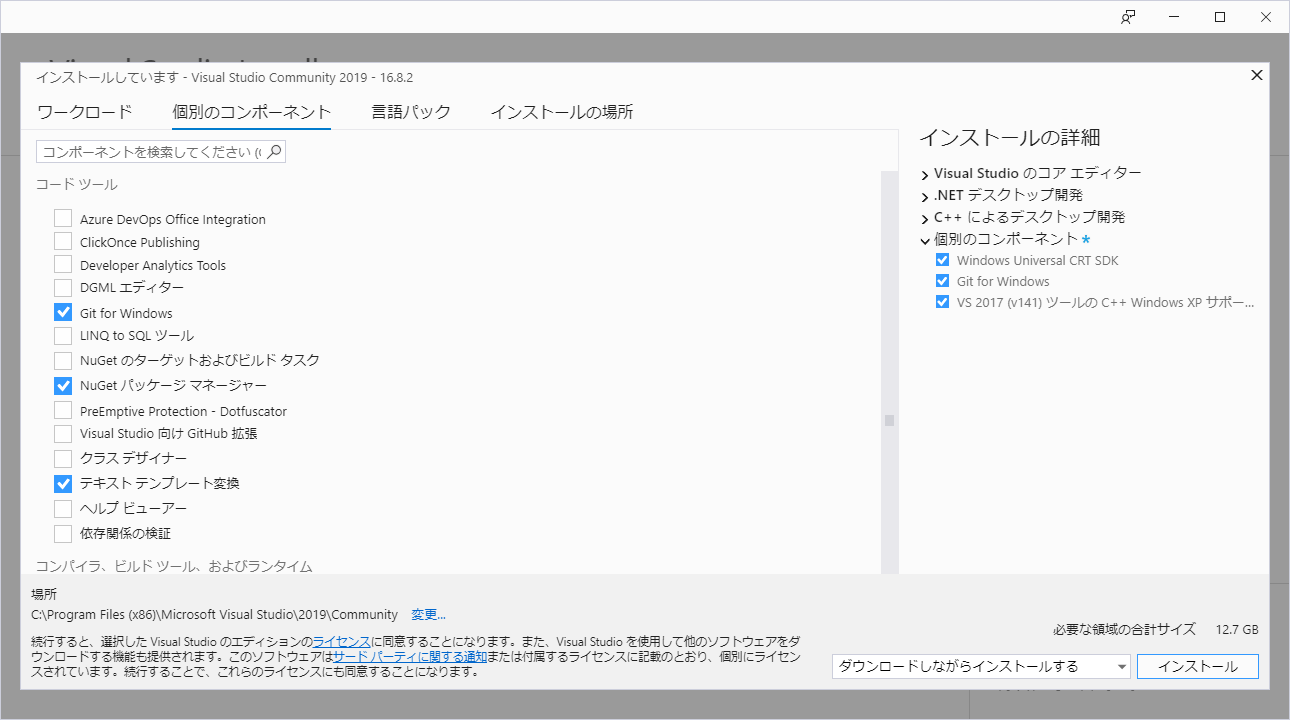 インストールしています - Visual Studio Community 2019 - 16.8.2
ワークロード 個別のコンポーネント 言語パック インストールの場所
コンポーネントを検索してください (
コード ツール
Azure DevOps Office Integration
ClickOnce Publishing
Developer Analytics Tools
DGML エディター
Git for Windows
LINQ to SQL ツール
NuGet のターゲットおよびビルド タスク
NuGet パッケージ マネージャー
PreEmptive Protection - Dotfuscator
Visual Studio 向け GitHub 拡張
クラス デザイナー
テキスト テンプレート変換
ヘルプ ビューアー
依存関係の検証
コンパイラ、ビルド ツール、およびランタイム
インストールの詳細
Visual Studio のコア エディター
.NET デスクトップ開発
C++ によるデスクトップ開発
個別のコンポーネント *
Windows Universal CRT SDK
Git for Windows
VS 2017 (v141) ツールの C++ Windows XP サポー...
場所
C:\Program Files (x86)\Microsoft Visual Studio\2019\Community 変更...
続行すると、選択した Visual Studio のエディションのライセンスに同意することになります。また、Visual Studio を使用して他のソフトウェアをダ
ウンロードする機能も提供されます。このソフトウェアはサード パーティに関する通知または付属するライセンスに記載のとおり、個別にライセン
スされています。続行することで、これらのライセンスにも同意することになります。
必要な領域の合計サイズ 12.7 GB
ダウンロードしながらインストールする インストール